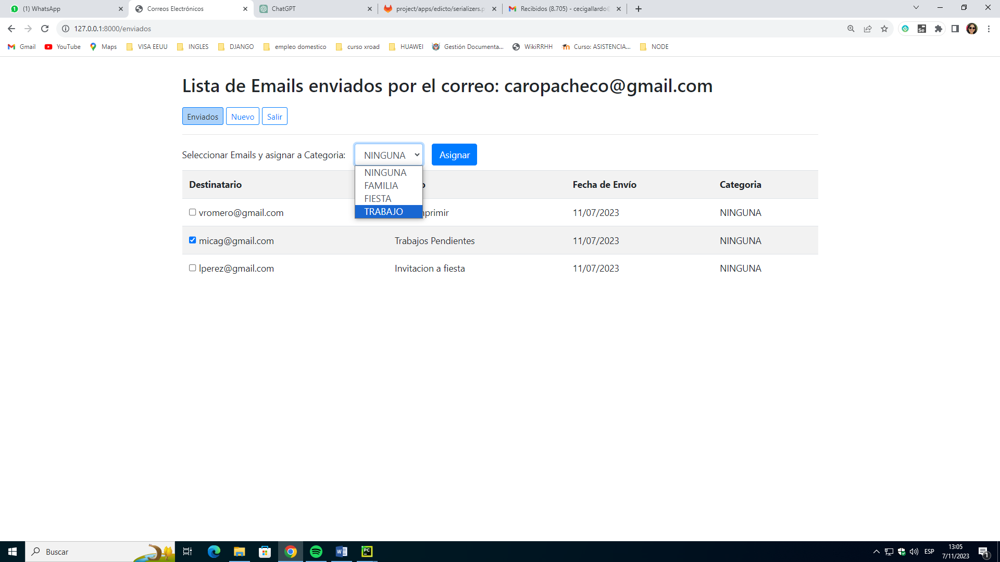 (1) WhatsApp
Correos Electrónicos
ChatGPT
project/apps/edicto/serializers.p
Recibidos (8.705) - cecigallardo
127.0.0.1:8000/enviados
Gmail
YouTube
Maps
VISA EEUU
INGLES
DJANGO
empleo domestico
curso xroad
HUAWEI
Gestión Documenta...
WikiRRHH
Curso: ASISTENCIA...
NODE
Lista de Emails enviados por el correo: caropacheco@gmail.com
Enviados Nuevo Salir
Seleccionar Emails y asignar a Categoria: NINGUNA Asignar
NINGUNA
FAMILIA
FIESTA
TRABAJO
Destinatario Fecha de Envío Categoria
vromero@gmail.com 11/07/2023 NINGUNA
micag@gmail.com Trabajos Pendientes 11/07/2023 NINGUNA
lperez@gmail.com Invitacion a fiesta 11/07/2023 NINGUNA
Buscar
ESP
13:05
7/11/2023
1